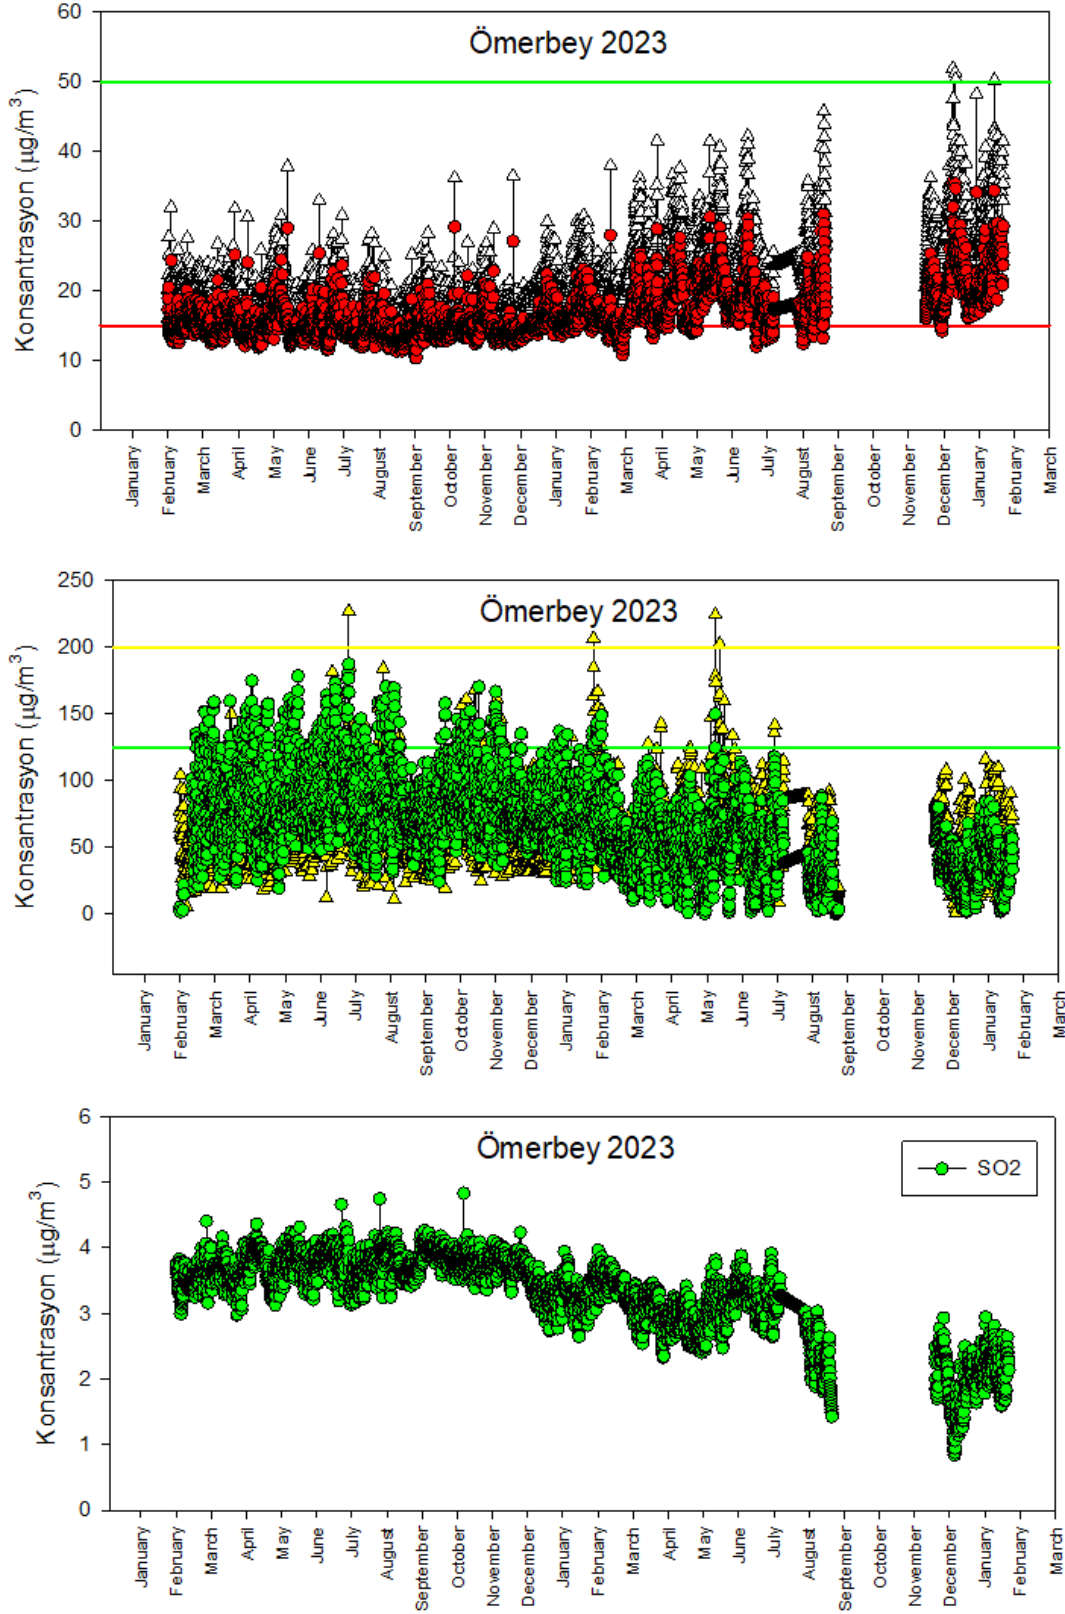 Ömerbey 2023
Konsantrasyon (µg/m³)
60
50
40
30
20
10
0
January
February
March
April
May
June
July
August
September
October
November
December
January
February
March
April
May
June
July
August
September
October
November
December
January
February
March
Ömerbey 2023
Konsantrasyon (µg/m³)
250
200
150
100
50
0
January
February
March
April
May
June
July
August
September
October
November
December
January
February
March
April
May
June
July
August
September
October
November
December
January
February
March
Ömerbey 2023
SO2
Konsantrasyon (µg/m³)
6
5
4
3
2
1
0
January
February
March
April
May
June
July
August
September
October
November
December
January
February
March
April
May
June
July
August
September
October
November
December
January
February
March